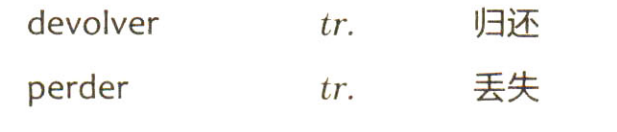 devolver tr. 归还
perder tr. 丢失